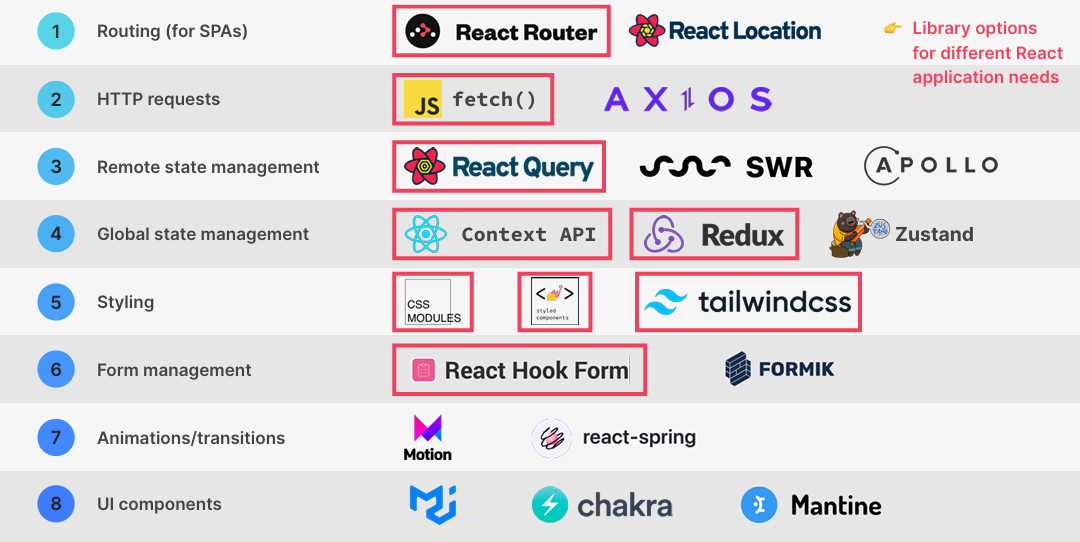 1 Routing (for SPAs) React Router React Location
👉 Library options
for different React
application needs
2 HTTP requests JS fetch() AXIOS
3 Remote state management React Query SWR APOLLO
4 Global state management Context API Redux ZUSTAND Zustand
5 Styling CSS
MODULES <> styled
components tailwindcss
6 Form management React Hook Form FORMIK
7 Animations/transitions Motion react-spring
8 UI components chakra Mantine